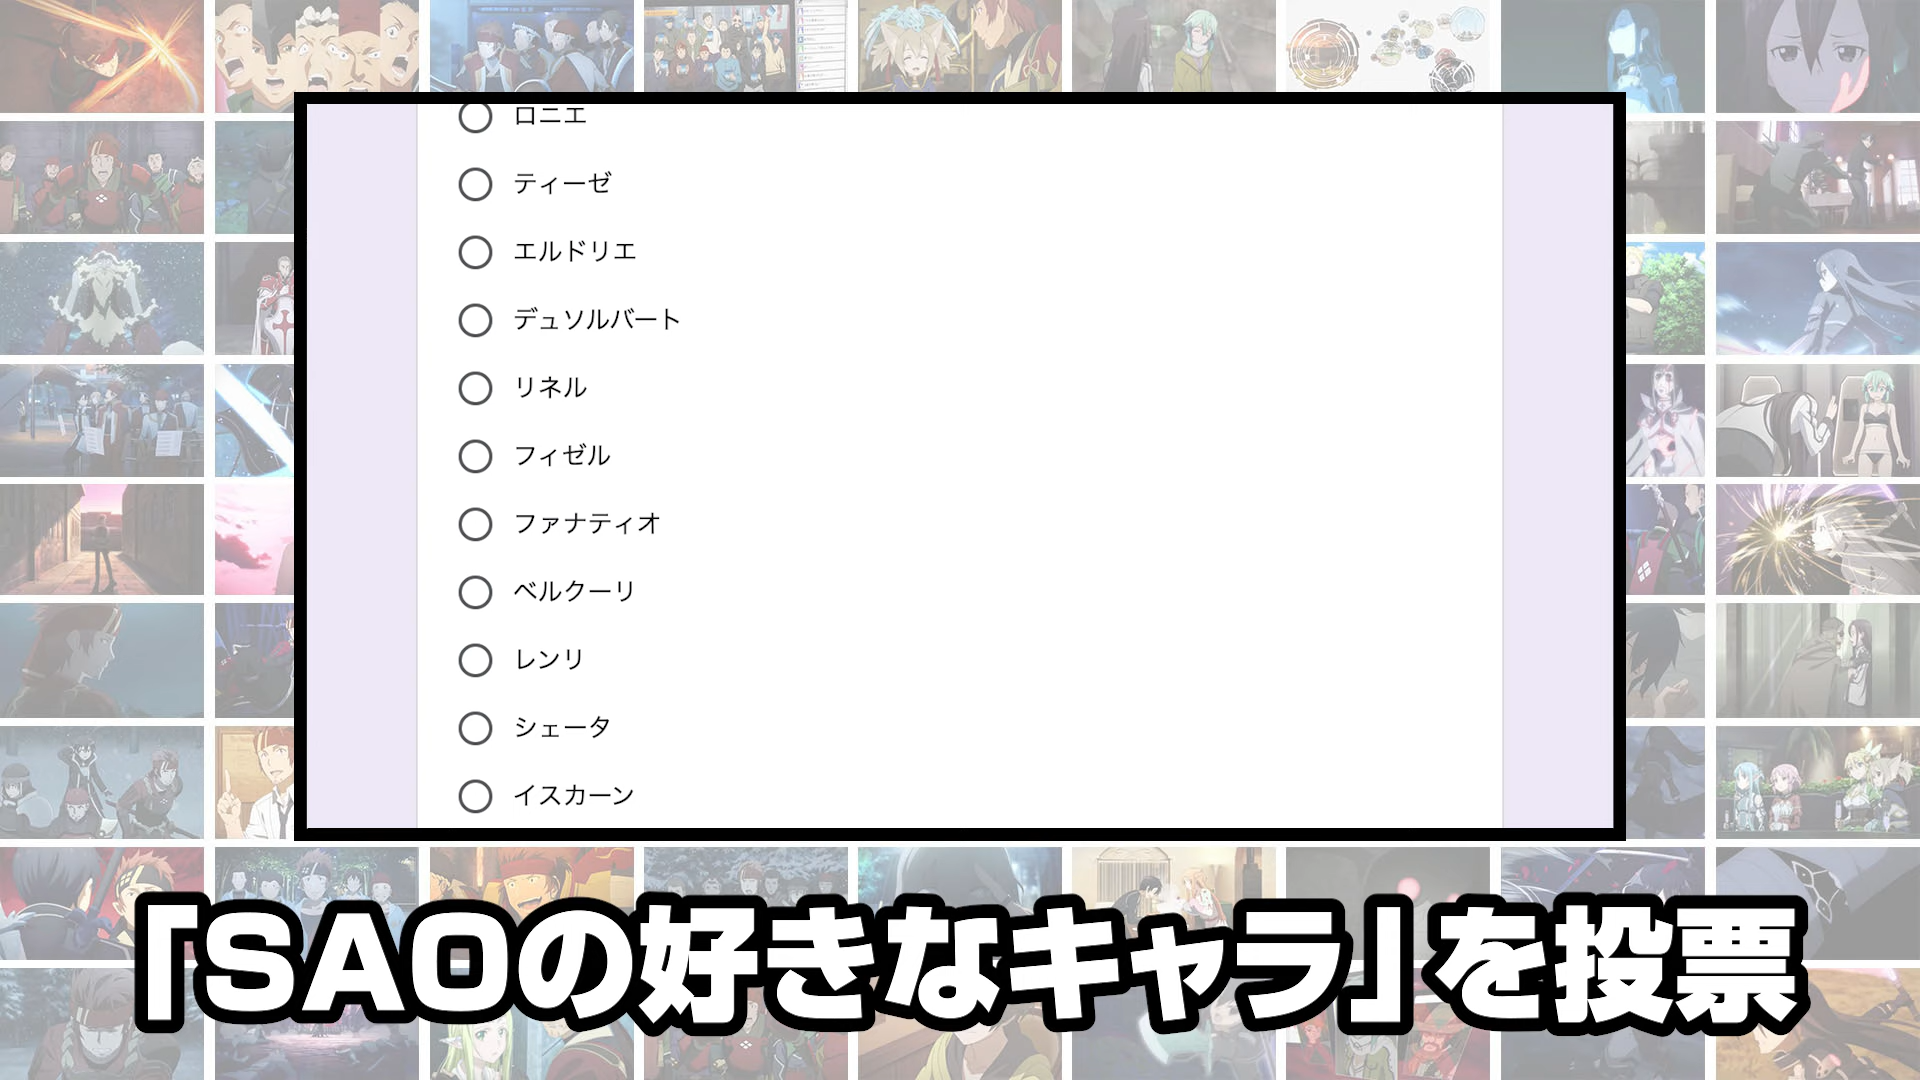 ロニエ
ティーゼ
エルドリエ
デュソルバート
リネル
フィゼル
ファナティオ
ベルクーリ
レンリ
シェータ
イスカーン
「SAOの好きなキャラ」を投票